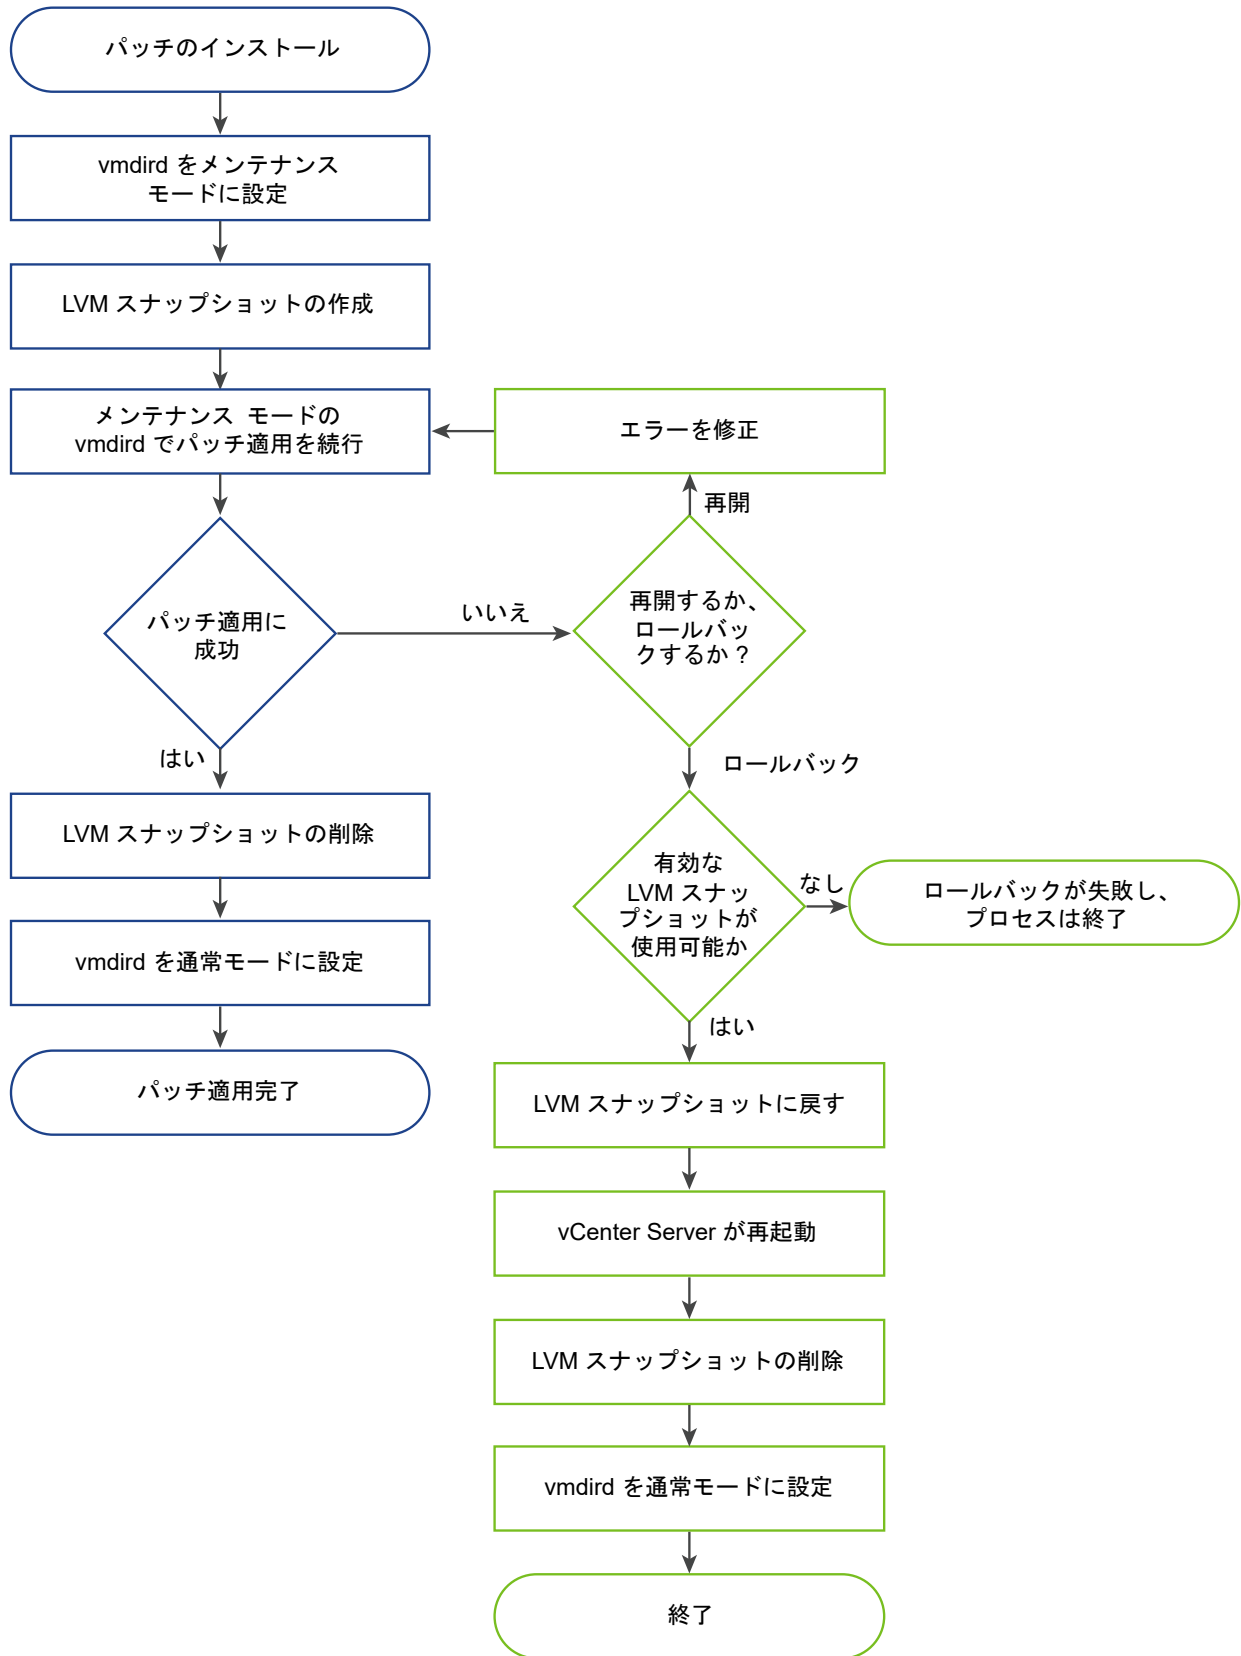 パッチのインストール
vmdird をメンテナンス
モードに設定
LVM スナップショットの作成
メンテナンス モードの
vmdird でパッチ適用を続行
エラーを修正
再開
パッチ適用に
成功
いいえ
再開するか、
ロールバッ
クするか ?
はい
ロールバック
LVM スナップショットの削除
有効な
LVM スナッ
プショットが
使用可能か
なし
ロールバックが失敗し、
プロセスは終了
vmdird を通常モードに設定
はい
パッチ適用完了
LVM スナップショットに戻す
vCenter Server が再起動
LVM スナップショットの削除
vmdird を通常モードに設定
終了